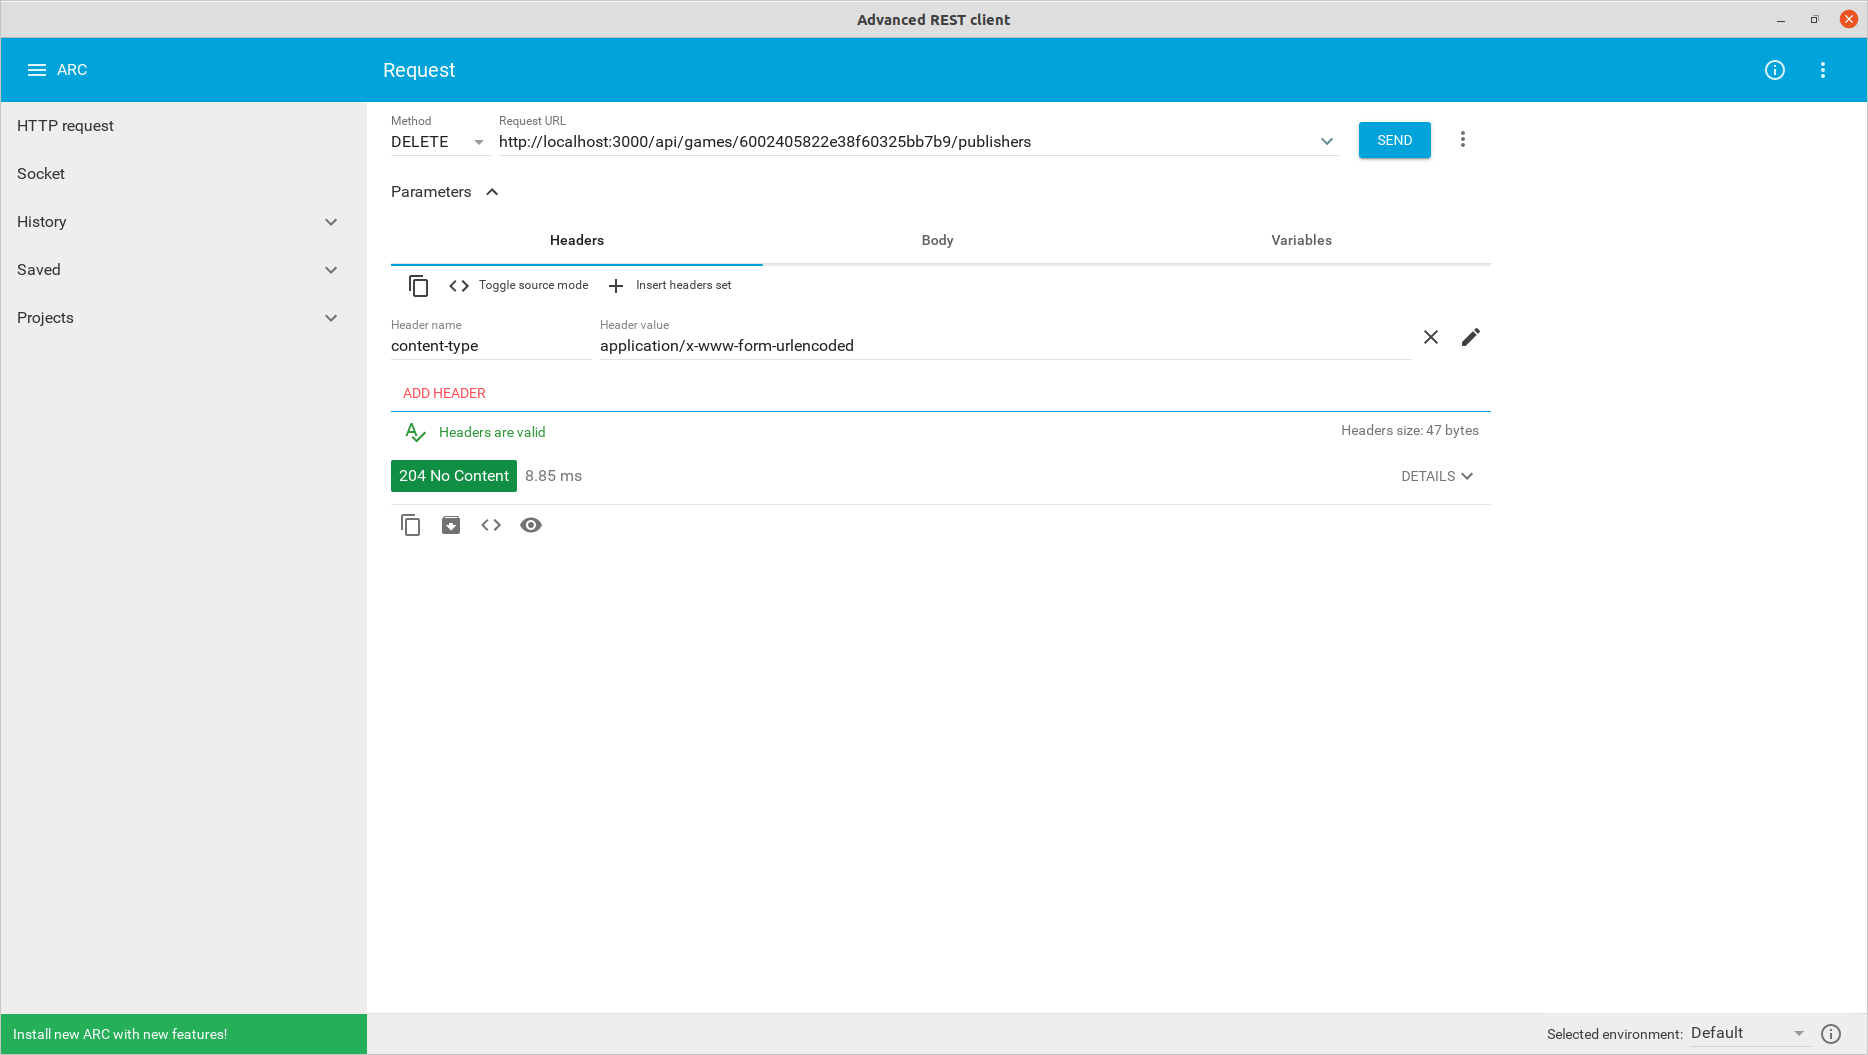 Advanced REST client
ARC
Request
HTTP request
Socket
History
Saved
Projects
Method
DELETE
Request URL
http://localhost:3000/api/games/6002405822e38f60325bb7b9/publishers
SEND
Parameters
Headers Body Variables
Toggle source mode Insert headers set
Header name
content-type
Header value
application/x-www-form-urlencoded
ADD HEADER
Headers are valid
Headers size: 47 bytes
204 No Content 8.85 ms
DETAILS
Install new ARC with new features!
Selected environment: Default